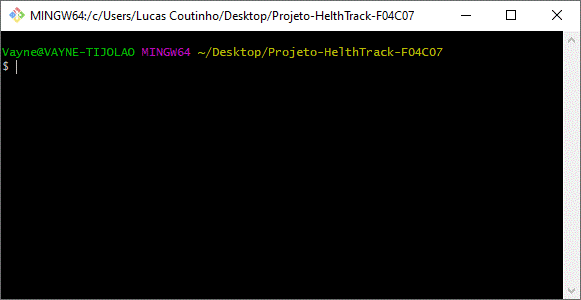 MINGW64:/c/Users/Lucas Coutinho/Desktop/Projeto-HelthTrack-F04C07
Vayne@VAYNE-TIJOLAO MINGW64 ~/Desktop/Projeto-HelthTrack-F04C07
$